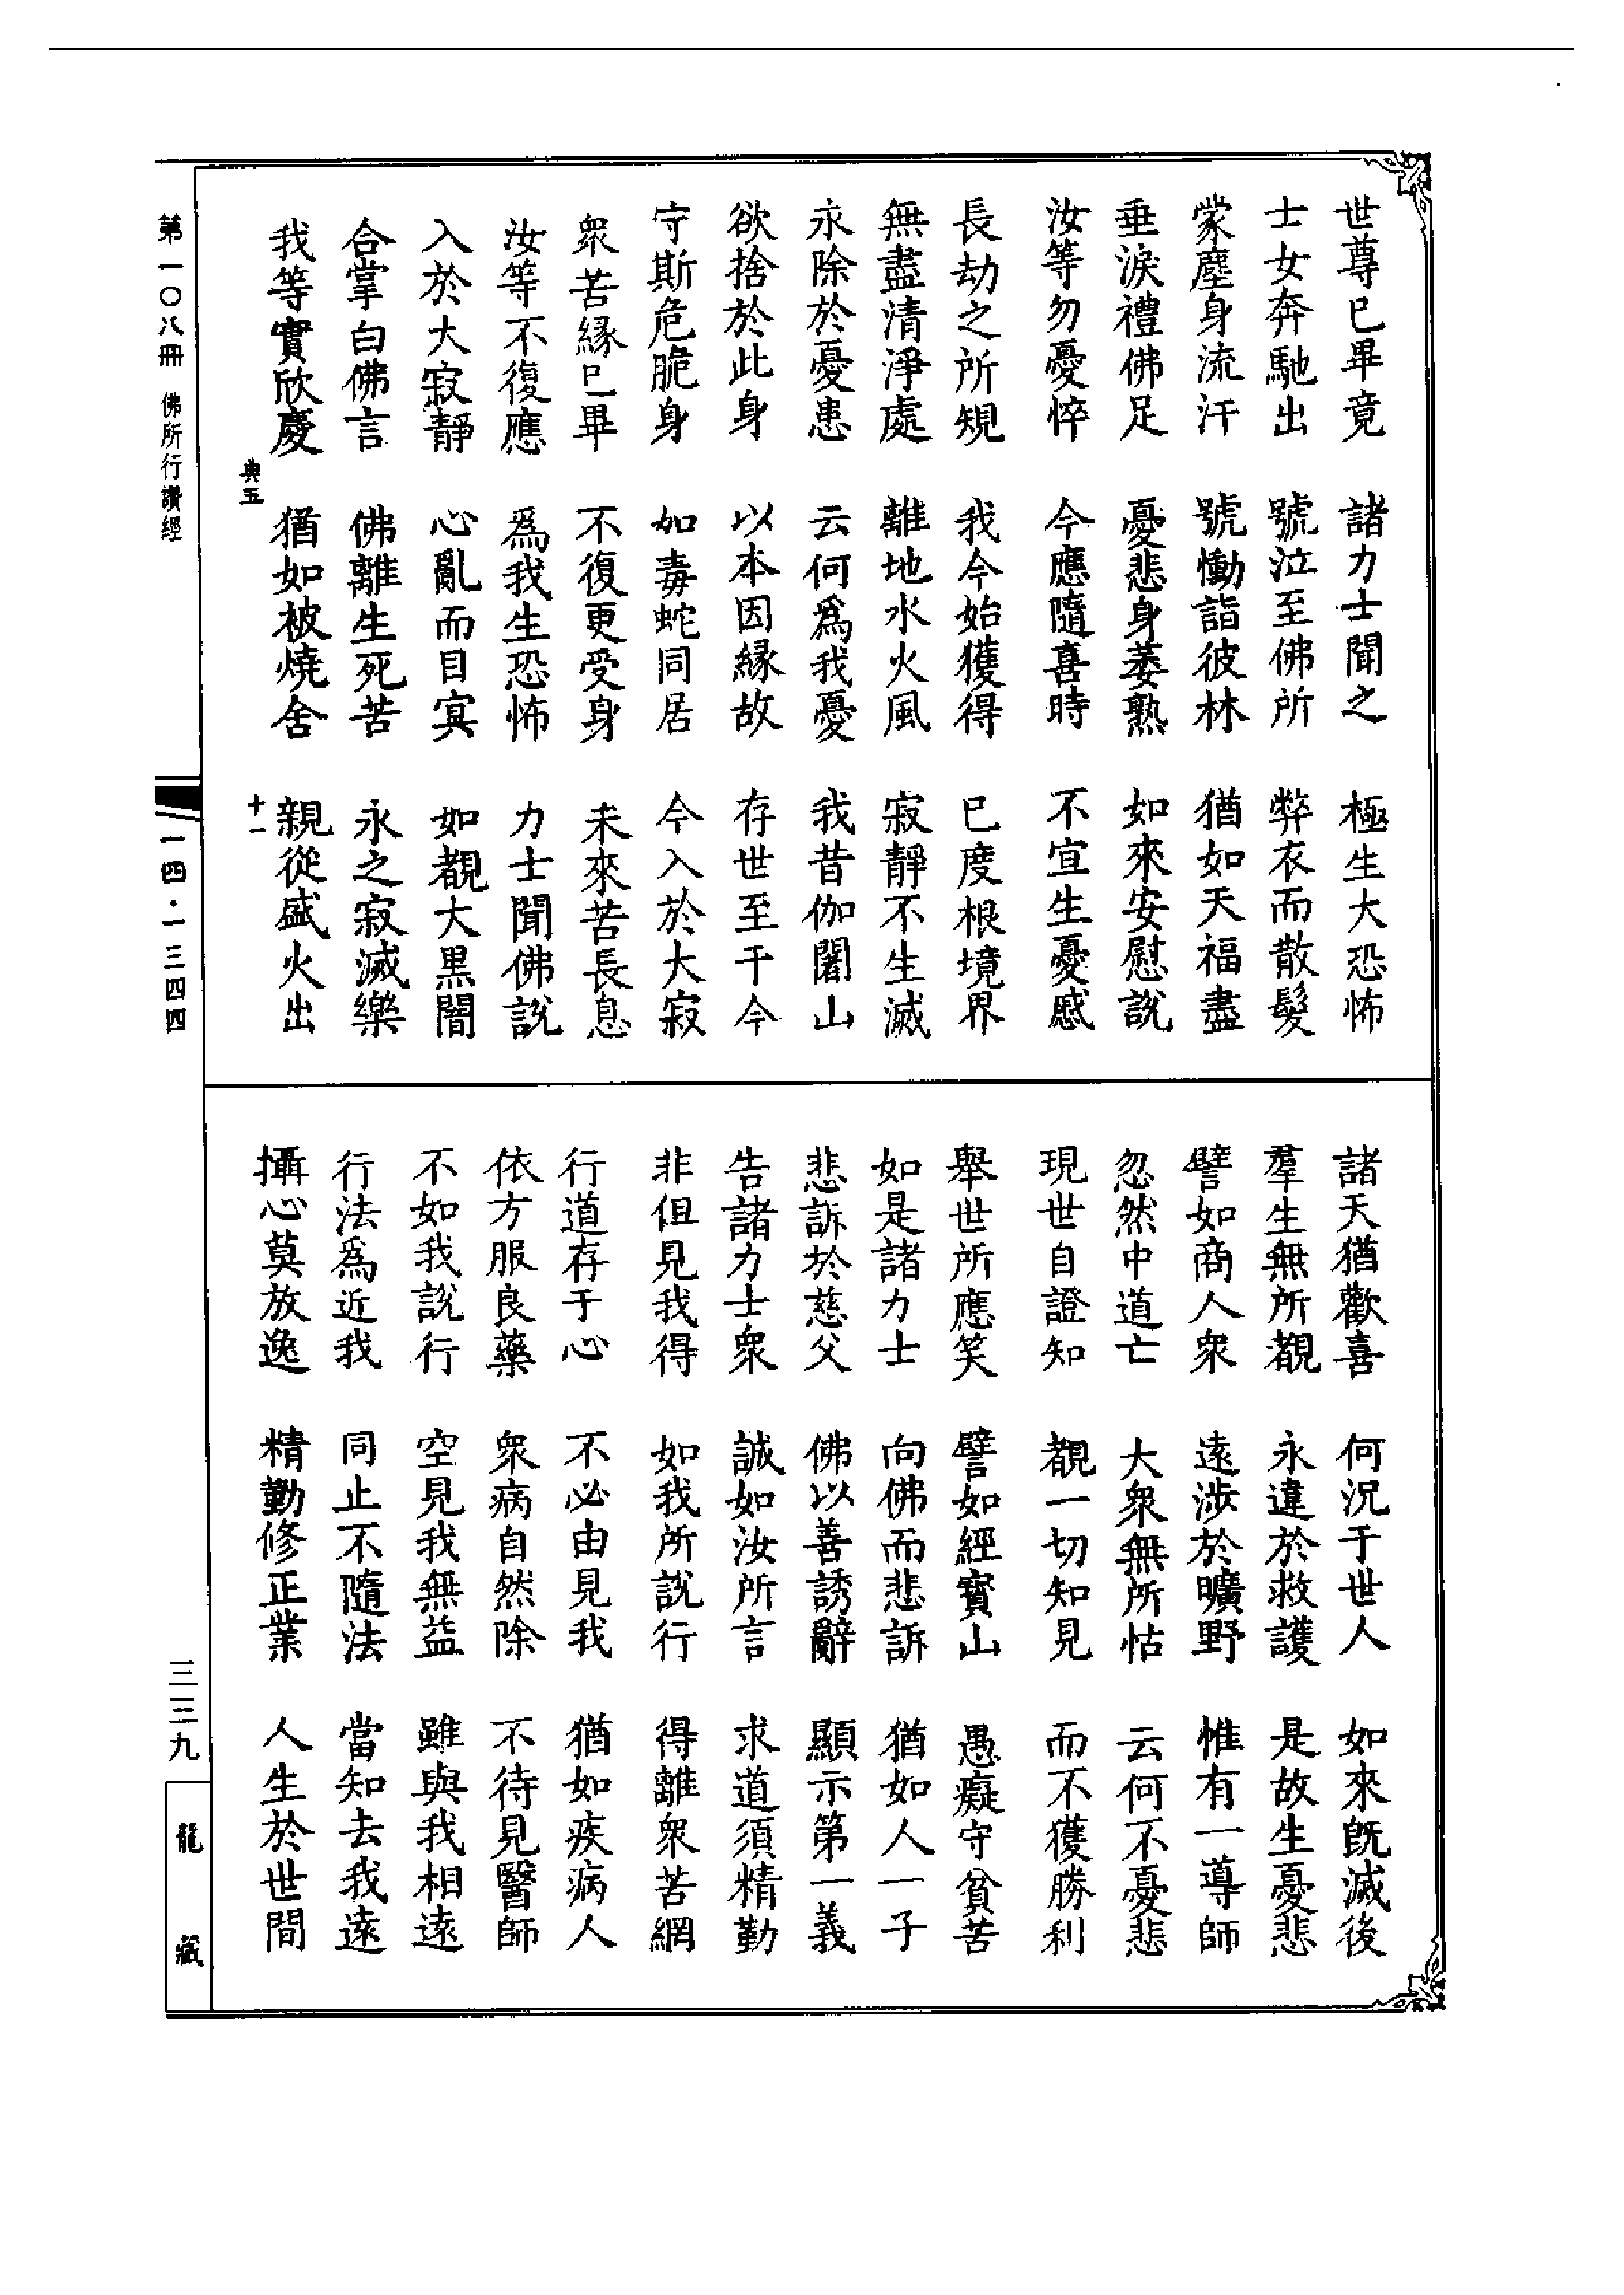 世尊已畢竟　諸力士聞之　極生大恐怖
士女奔馳出　號泣至佛所　弊衣而散髮
蒙塵身流汗　號慟詣彼林　猶如天福盡
垂淚禮佛足　憂悲身萎熟　如來安慰說
汝等勿憂悴　今應隨喜時　不宜生憂慼
長劫之所規　我今始獲得　已度根境界
無盡清淨處　離地水火風　寂靜不生滅
永除於憂患　云何爲我憂　我昔伽闍山
欲捨於此身　以本因緣故　存世至于今
守斯危脆身　如毒蛇同居　今入於大寂
衆苦緣已畢　不復更受身　未來苦長息
汝等不復應　爲我生恐怖　力士聞佛說
入於大寂靜　心亂而目冥　如覩大黑闇
合掌白佛言　佛離生死苦　永之寂滅樂
我等實欣慶　猶如被燒舍　親從盛火出
典五　十一
諸天猶歡喜　何況于世人　如來旣滅後
羣生無所覩　永違於救護　是故生憂悲
譬如商人衆　遠涉於曠野　惟有一導師
忽然中道亡　大衆無所怙　云何不憂悲
現世自證知　覩一切知見　而不獲勝利
舉世所應笑　譬如經寶山　愚癡守貧苦
如是諸力士　向佛而悲訴　猶如人一子
悲訴於慈父　佛以善誘辭　顯示第一義
告諸力士衆　誠如汝所言　求道須精勤
非但見我得　如我所說行　得離衆苦網
行道存于心　不必由見我　猶如疾病人
依方服良藥　衆病自然除　不待見醫師
不如我說行　空見我無益　雖與我相遠
行法爲近我　同止不隨法　當知去我遠
攝心莫放逸　精勤修正業　人生於世間
第一〇八冊　佛所行讚經
一四·一三四四
三三九
龍藏